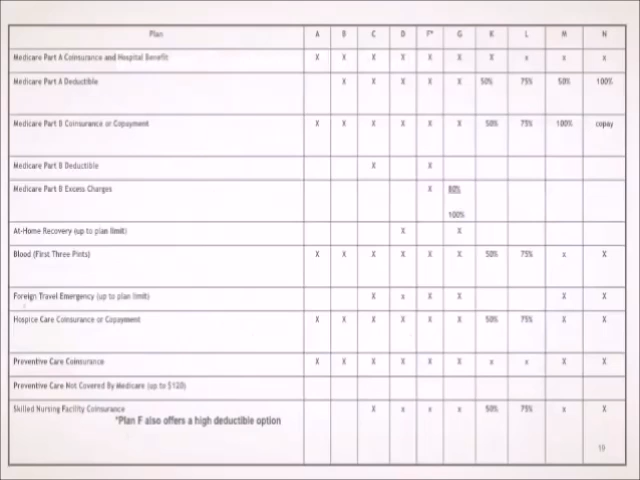 Plan A B C D F* G K L M N
Medicare Part A Coinsurance and Hospital Benefit X X X X X X X x x x
Medicare Part A Deductible X X X X X 50% 75% 50% 100%
Medicare Part B Coinsurance or Copayment X X X X X X 50% 75% 100% copay
Medicare Part B Deductible X X
Medicare Part B Excess Charges X 80%
100%
At-Home Recovery (up to plan limit) X X
Blood (First Three Pints) X X X X X X 50% 75% x X
Foreign Travel Emergency (up to plan limit) X x X X X X
Hospice Care Coinsurance or Copayment X X X X X X 50% 75% X X
Preventive Care Coinsurance X X X X X X x x X X
Preventive Care Not Covered By Medicare (up to $120)
Skilled Nursing Facility Coinsurance X x x x 50% 75% x X
*Plan F also offers a high deductible option
19